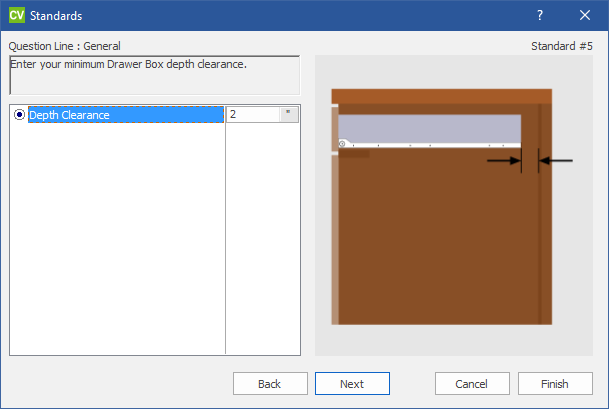 CV Standards ?
Question Line : General
Standard #5
Enter your minimum Drawer Box depth clearance.
Depth Clearance 2 "
Back Next Cancel Finish